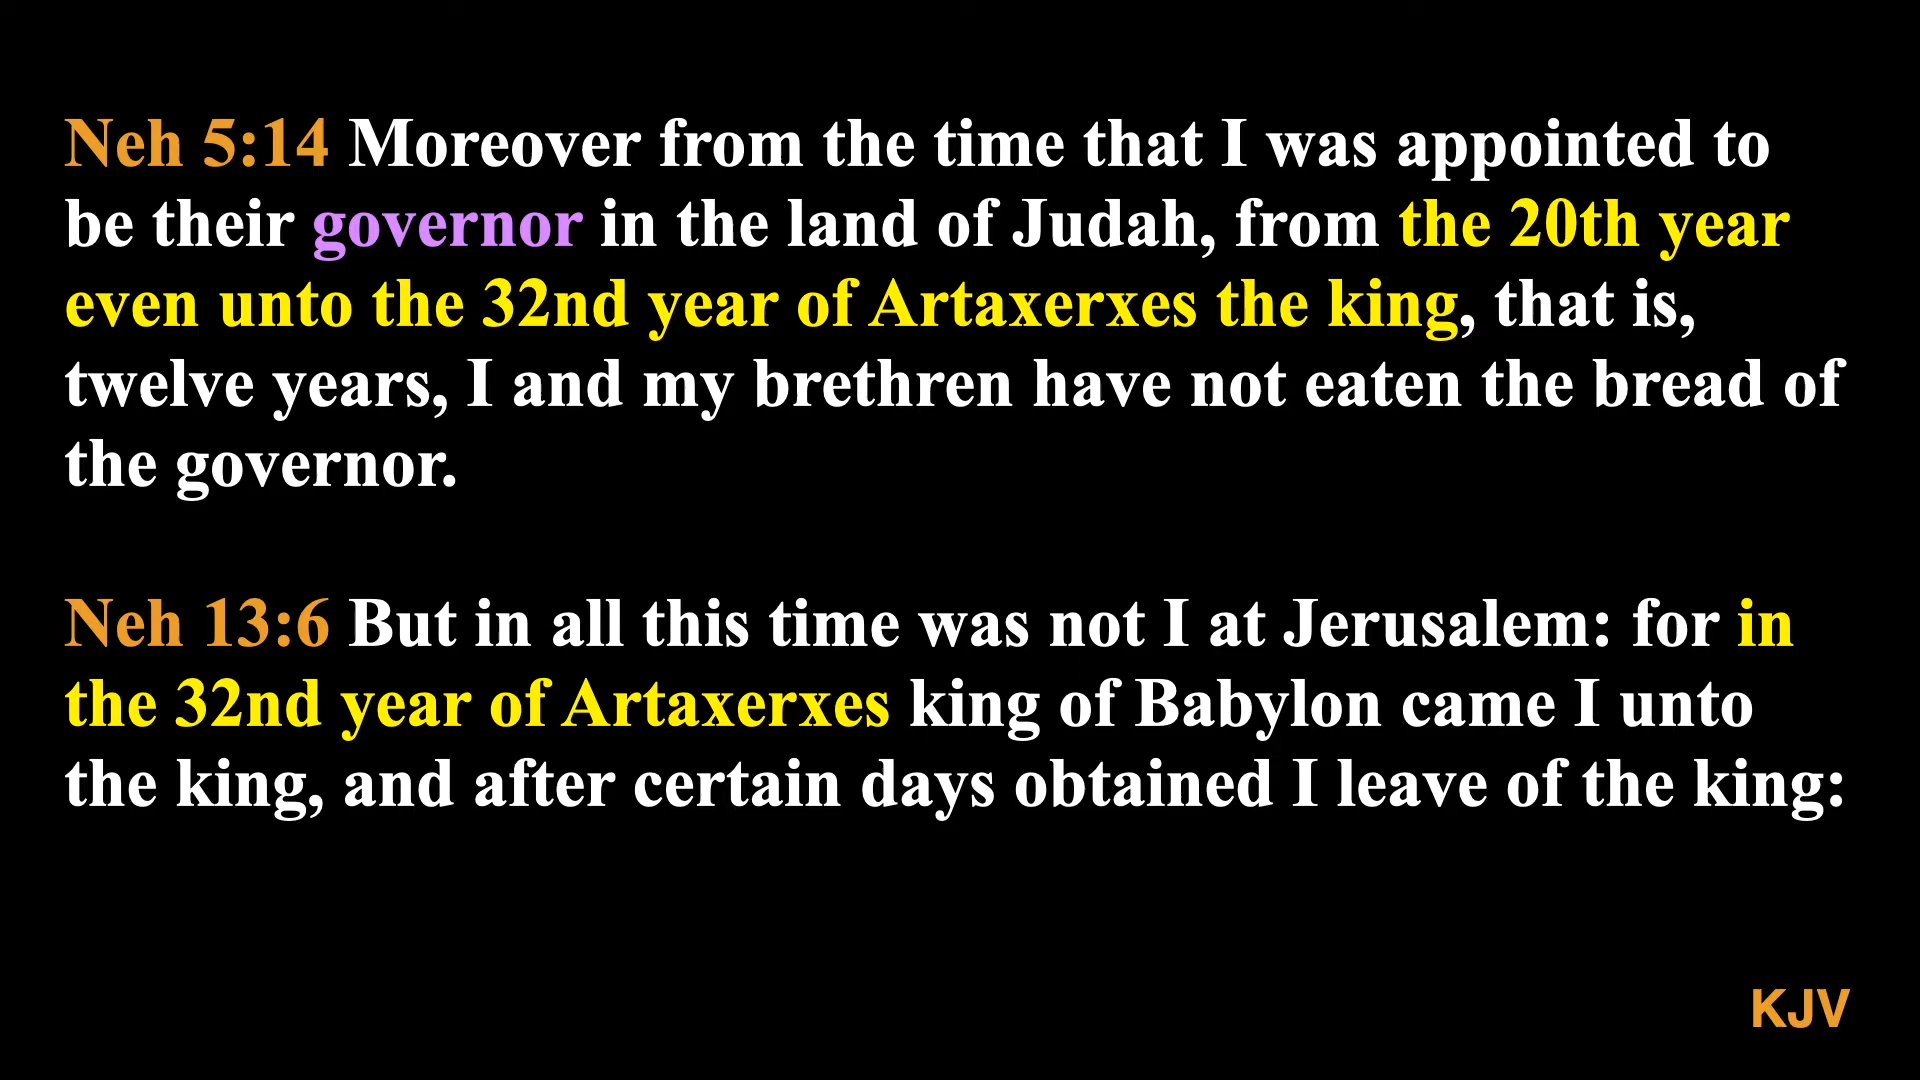 Neh 5:14 Moreover from the time that I was appointed to
be their governor in the land of Judah, from the 20th year
even unto the 32nd year of Artaxerxes the king, that is,
twelve years, I and my brethren have not eaten the bread of
the governor.
Neh 13:6 But in all this time was not I at Jerusalem: for in
the 32nd year of Artaxerxes king of Babylon came I unto
the king, and after certain days obtained I leave of the king:
KJV